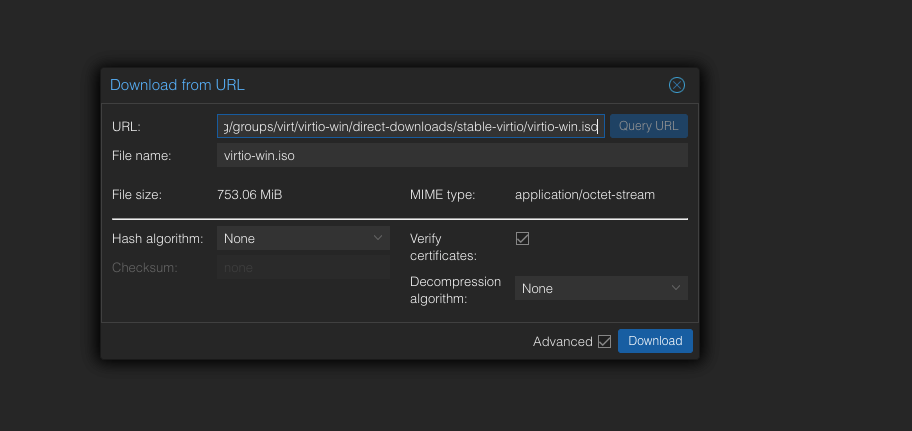 Download from URL
URL: g/groups/virt/virtio-win/direct-downloads/stable-virtio/virtio-win.iso Query URL
File name: virtio-win.iso
File size: 753.06 MiB MIME type: application/octet-stream
Hash algorithm: None Verify certificates:
Checksum: none
Decompression algorithm: None
Advanced Download